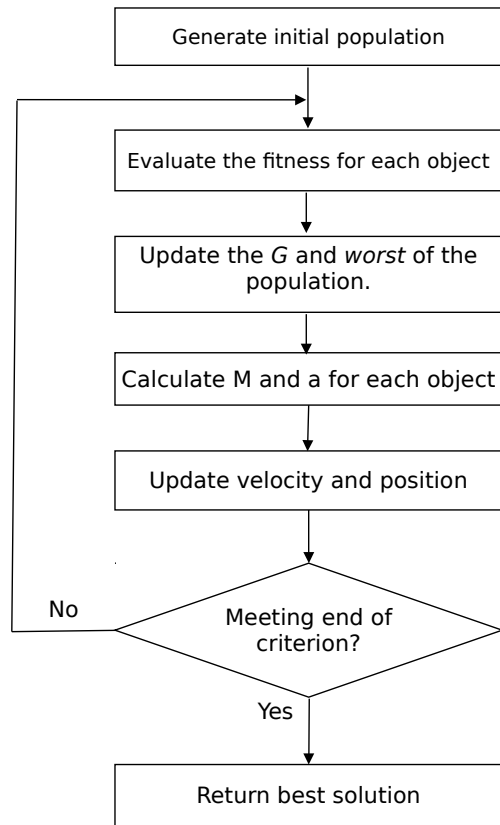 Generate initial population
Evaluate the fitness for each object
Update the G and worst of the
population.
Calculate M and a for each object
Update velocity and position
No
Meeting end of
criterion?
Yes
Return best solution